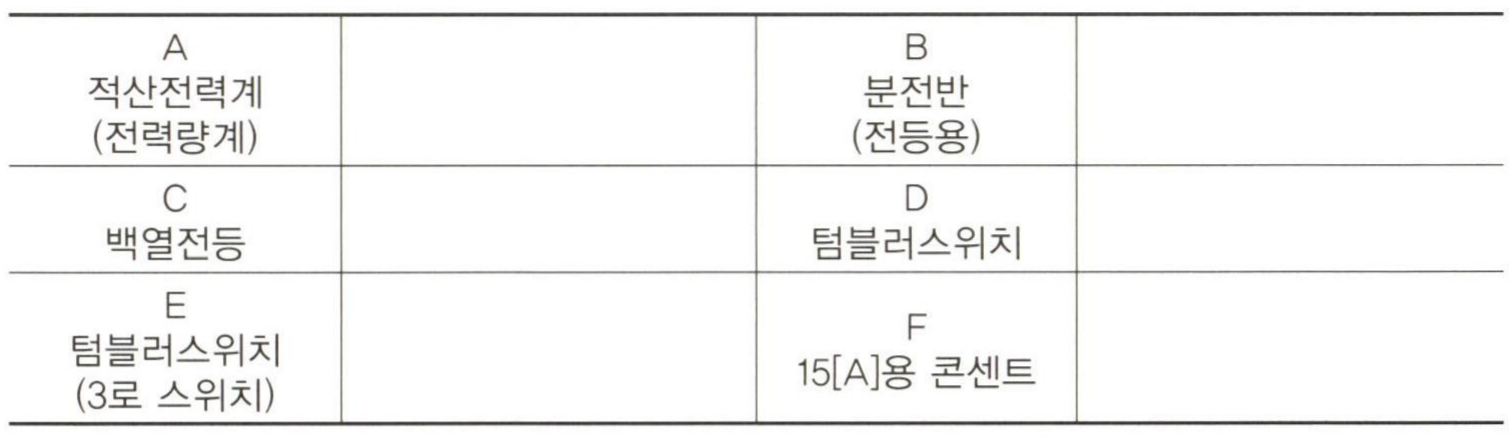 A
적산전력계
(전력량계)
B
분전반
(전등용)
C
백열전등
D
텀블러스위치
E
텀블러스위치
(3로 스위치)
F
15[A]용 콘센트